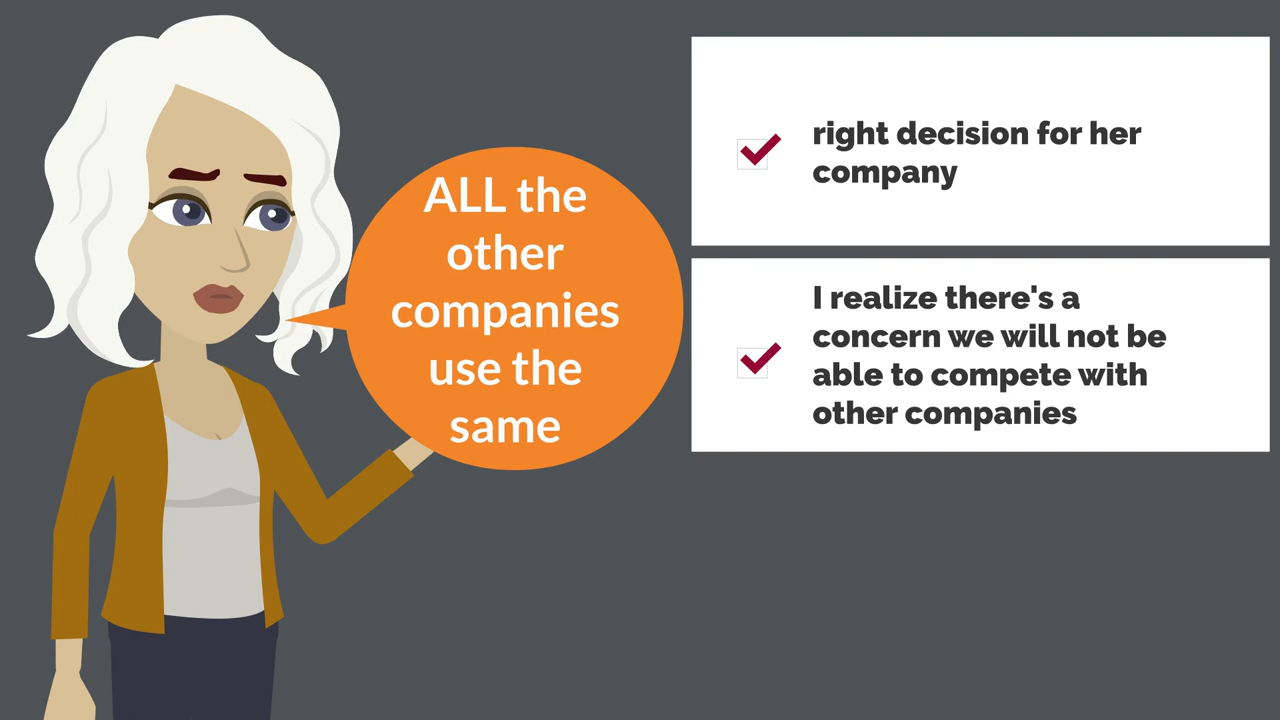 ALL the
other
companies
use the
same
right decision for her
company
I realize there's a
concern we will not be
able to compete with
other companies